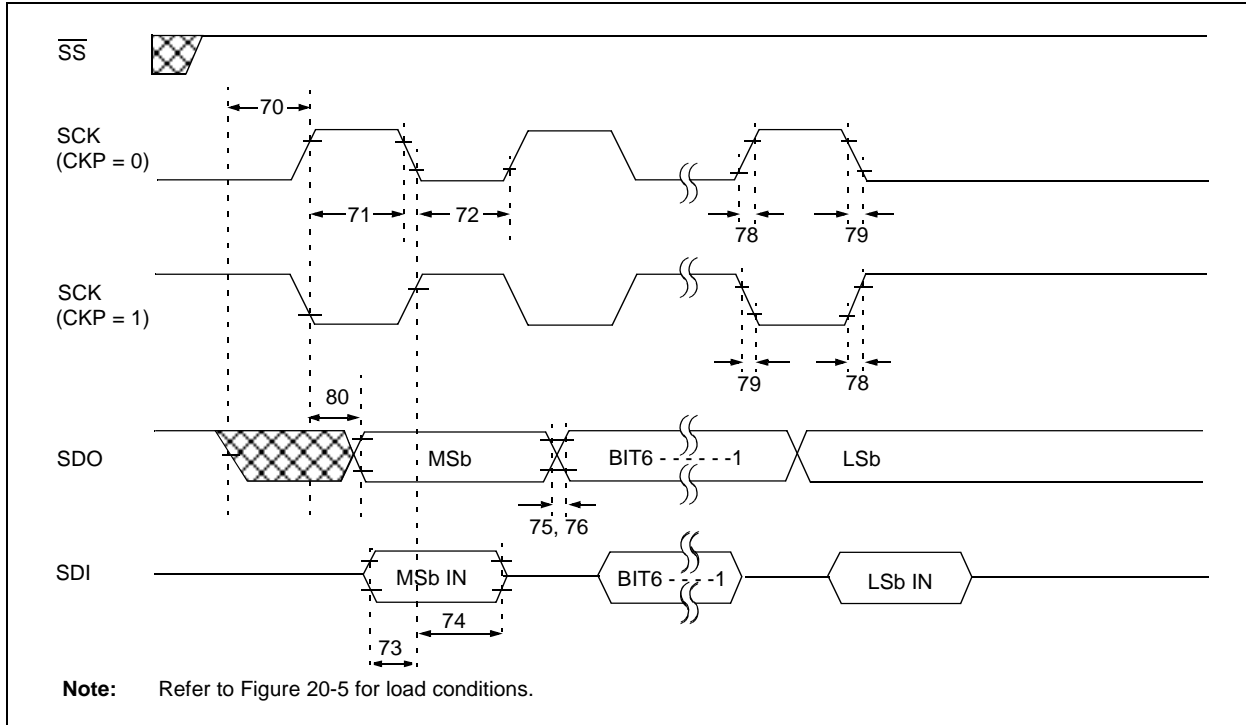 SS
70
SCK
(CKP = 0)
71
72
78
79
SCK
(CKP = 1)
79
78
80
SDO
MSb
BIT6 - - - - - -1
LSb
75, 76
SDI
MSb IN
BIT6 - - - - -1
LSb IN
74
73
Note: Refer to Figure 20-5 for load conditions.